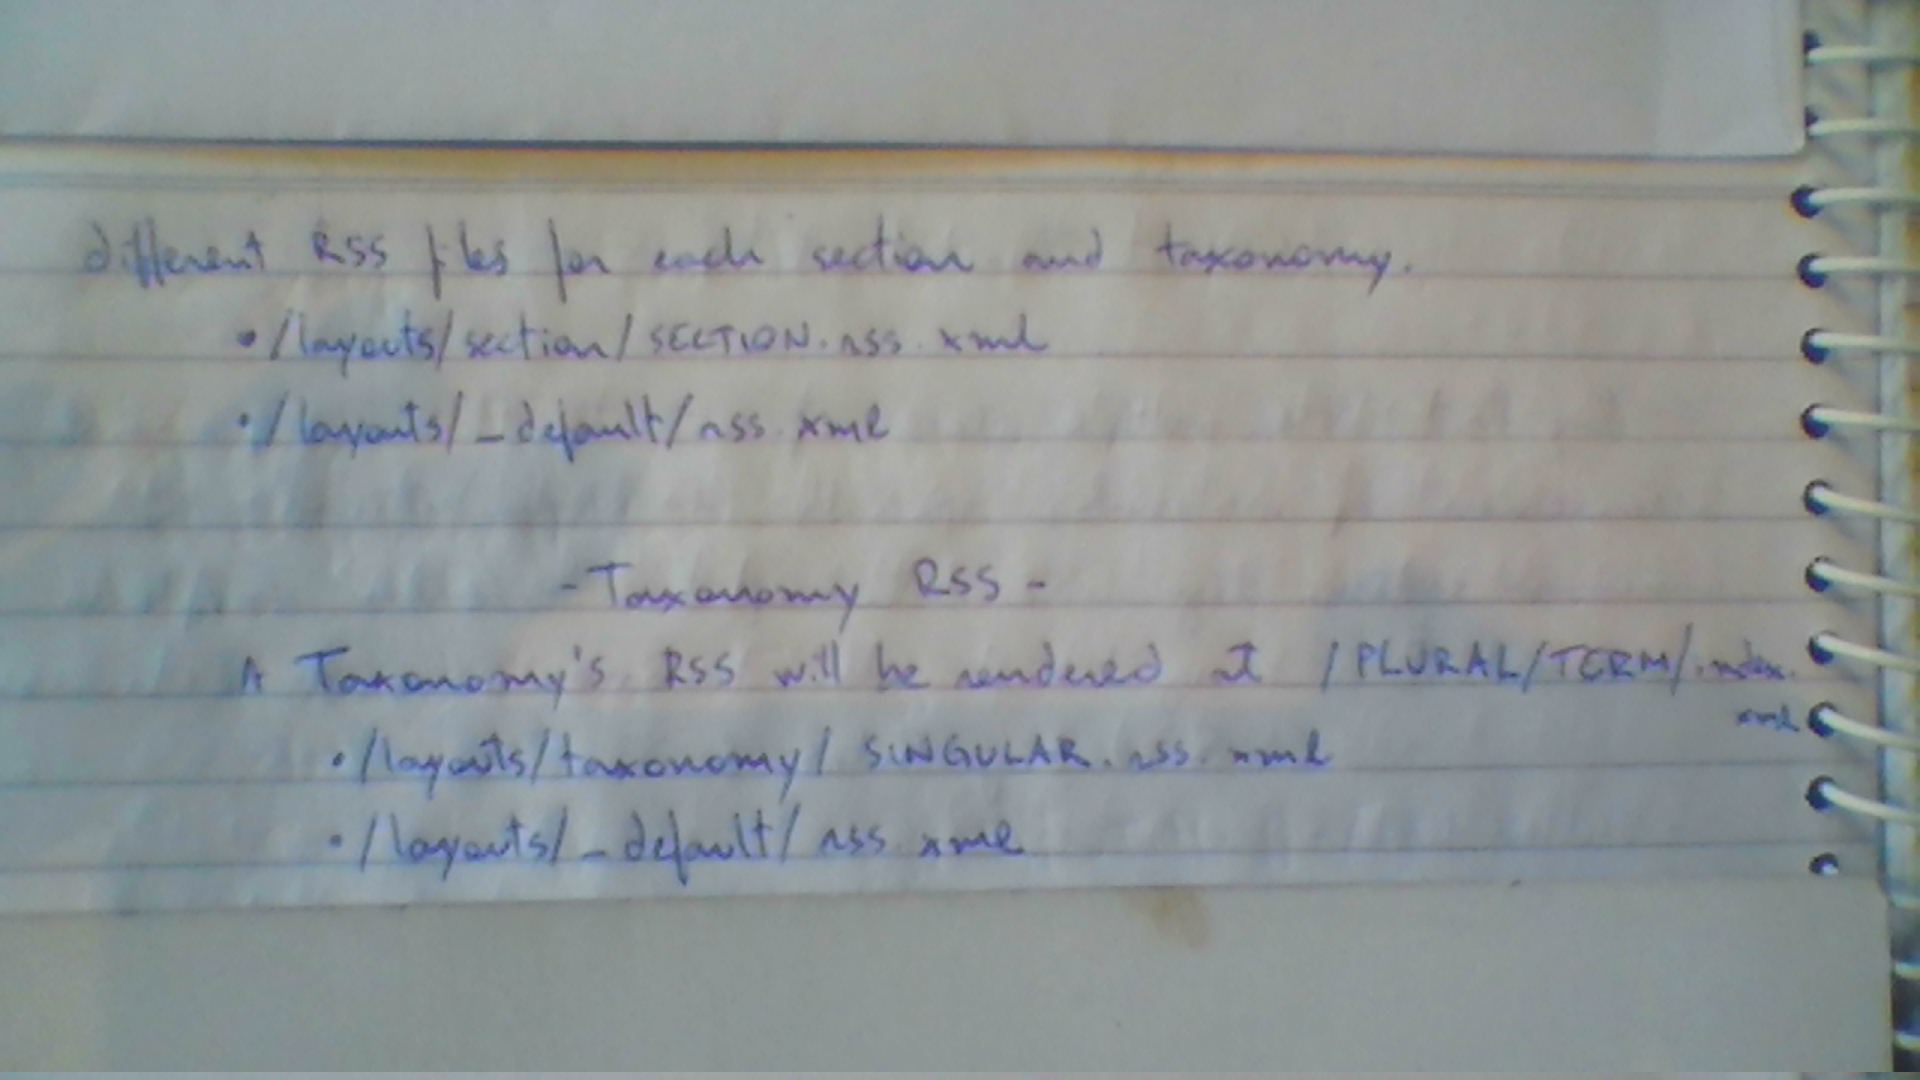 different RSS files for each section and taxonomy.
• /layouts/section/SECTION.rss.xml
• /layouts/_default/rss.xml
- Taxonomy RSS -
A Taxonomy's RSS will be rendered at /PLURAL/TERM/index.
xml
• /layouts/taxonomy/SINGULAR.rss.xml
• /layouts/_default/rss.xml